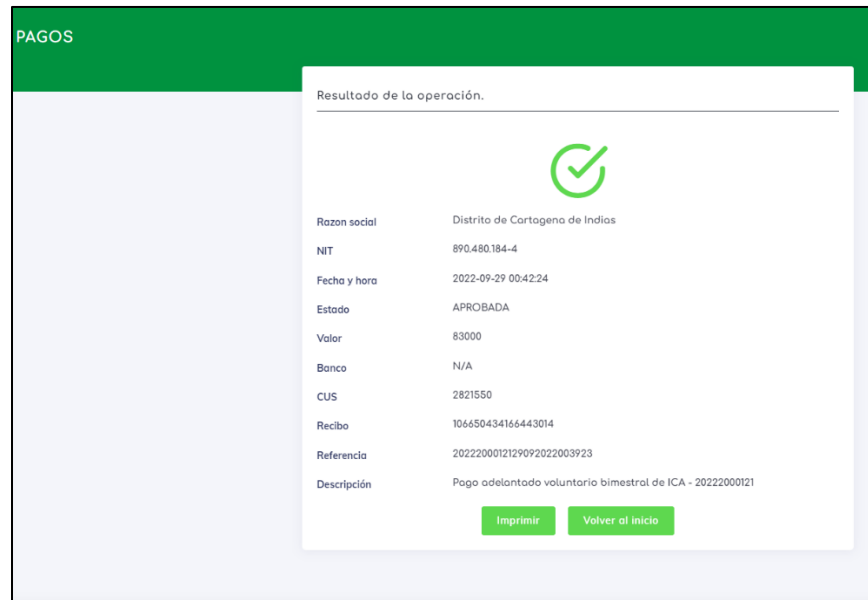 PAGOS
Resultado de la operación.
Razon social Distrito de Cartagena de Indias
NIT 890.480.184-4
Fecha y hora 2022-09-29 00:42:24
Estado APROBADA
Valor 83000
Banco N/A
CUS 2821550
Recibo 106650434166443014
Referencia 2022200012129092022003923
Descripción Pago adelantado voluntario bimestral de ICA - 20222000121
Imprimir Volver al inicio